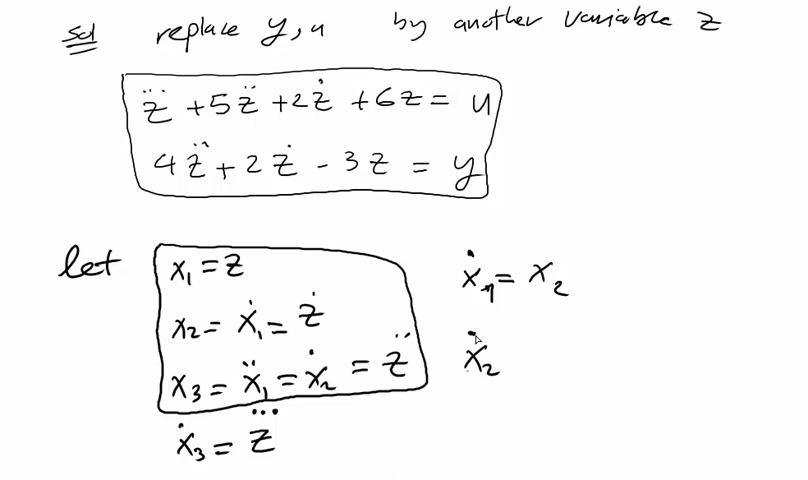 sol replace y, u by another variable z
z⃛ + 5z̈ + 2ż + 6z = u
4z̈ + 2ż - 3z = y
let x₁ = z
x₂ = ẋ₁ = ż
x₃ = ẍ₁ = ẋ₂ = z̈
ẋ₃ = z⃛
ẋ₁ = x₂
ẋ₂